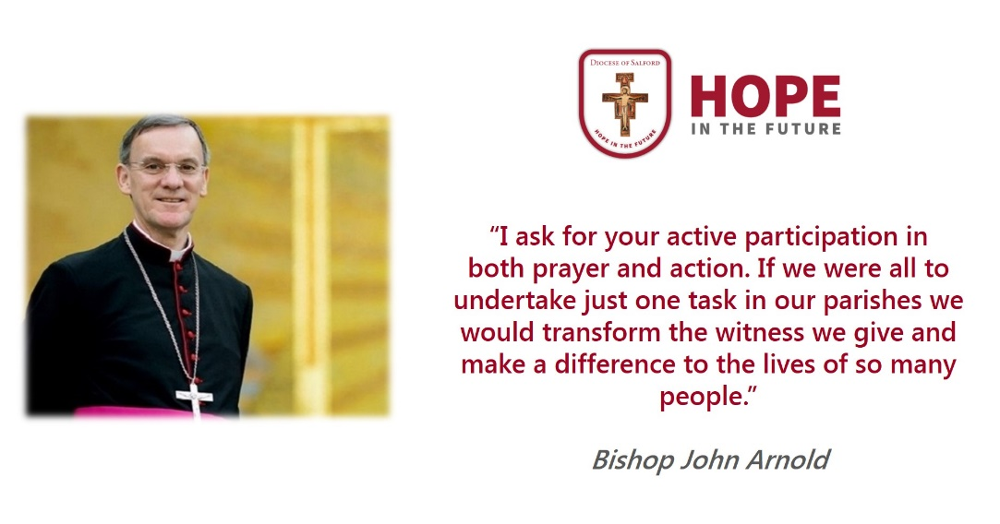 DIOCESE OF SALFORD
HOPE IN THE FUTURE
HOPE
IN THE FUTURE
“I ask for your active participation in
both prayer and action. If we were all to
undertake just one task in our parishes we
would transform the witness we give and
make a difference to the lives of so many
people.”
Bishop John Arnold